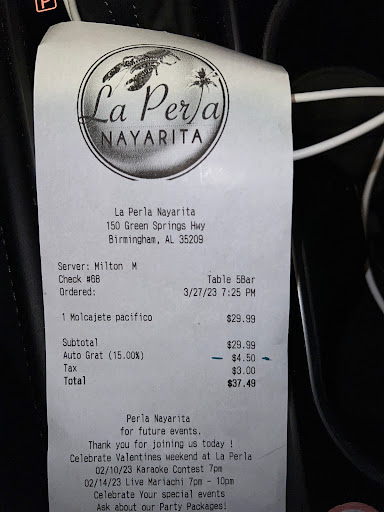 P
La Perla
NAYARITA
La Perla Nayarita
150 Green Springs Hwy
Birmingham, AL 35209
Server: Milton M
Check #6B Table 5Bar
Ordered: 3/27/23 7:25 PM
1 Molcajete pacifico $29.99
Subtotal $29.99
Auto Grat (15.00%) $4.50
Tax $3.00
Total $37.49
Perla Nayarita
for future events.
Thank you for joining us today !
Celebrate Valentines weekend at La Perla
02/10/23 Karaoke Contest 7pm
02/14/23 Live Mariachi 7pm - 10pm
Celebrate Your special events
Ask about our Party Packages!